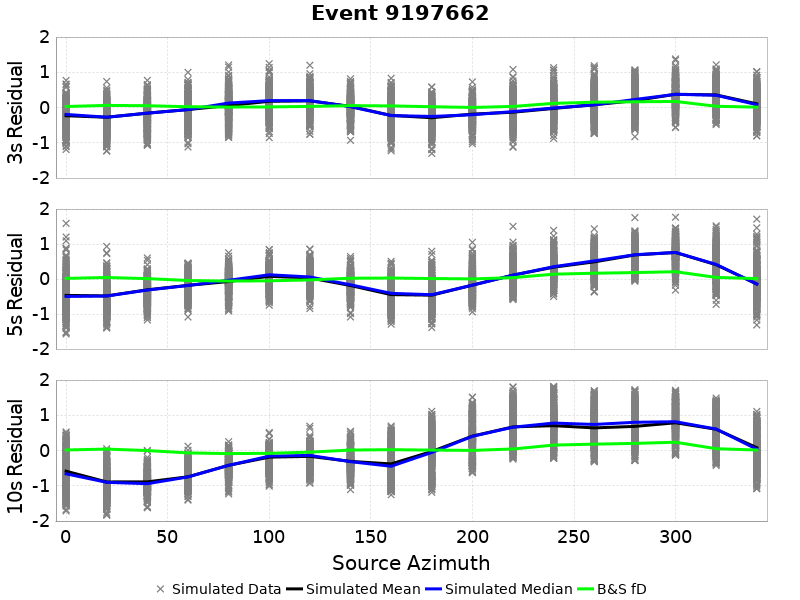 Event 9197662
3s Residual
2
1
0
-1
-2
5s Residual
2
1
0
-1
-2
10s Residual
2
1
0
-1
-2
0 50 100 150 200 250 300
Source Azimuth
Simulated Data Simulated Mean Simulated Median B&S fD